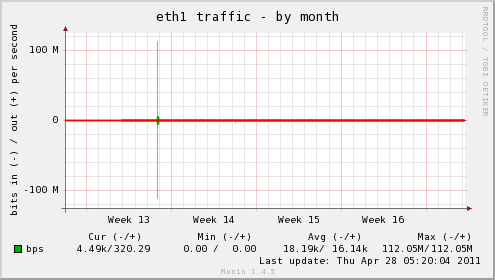 eth1 traffic - by month
RRDTOOL / TOBI OETIKER
bits in (-) / out (+) per second
100 M
0
-100 M
Week 13 Week 14 Week 15 Week 16
Cur (-/+) Min (-/+) Avg (-/+) Max (-/+)
bps 4.49k/320.29 0.00 / 0.00 18.19k/ 16.14k 112.05M/112.05M
Last update: Thu Apr 28 05:20:04 2011
Munin 1.4.5